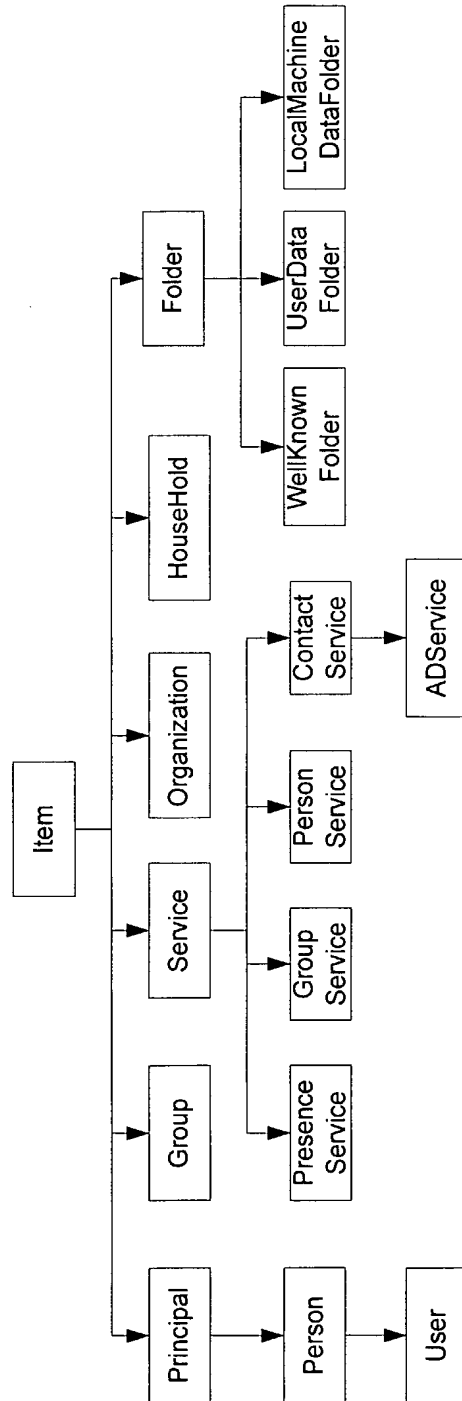 Item
Principal
Group
Service
Organization
HouseHold
Folder
Person
Presence
Service
Group
Service
Person
Service
Contact
Service
WellKnown
Folder
UserData
Folder
LocalMachine
DataFolder
User
ADService